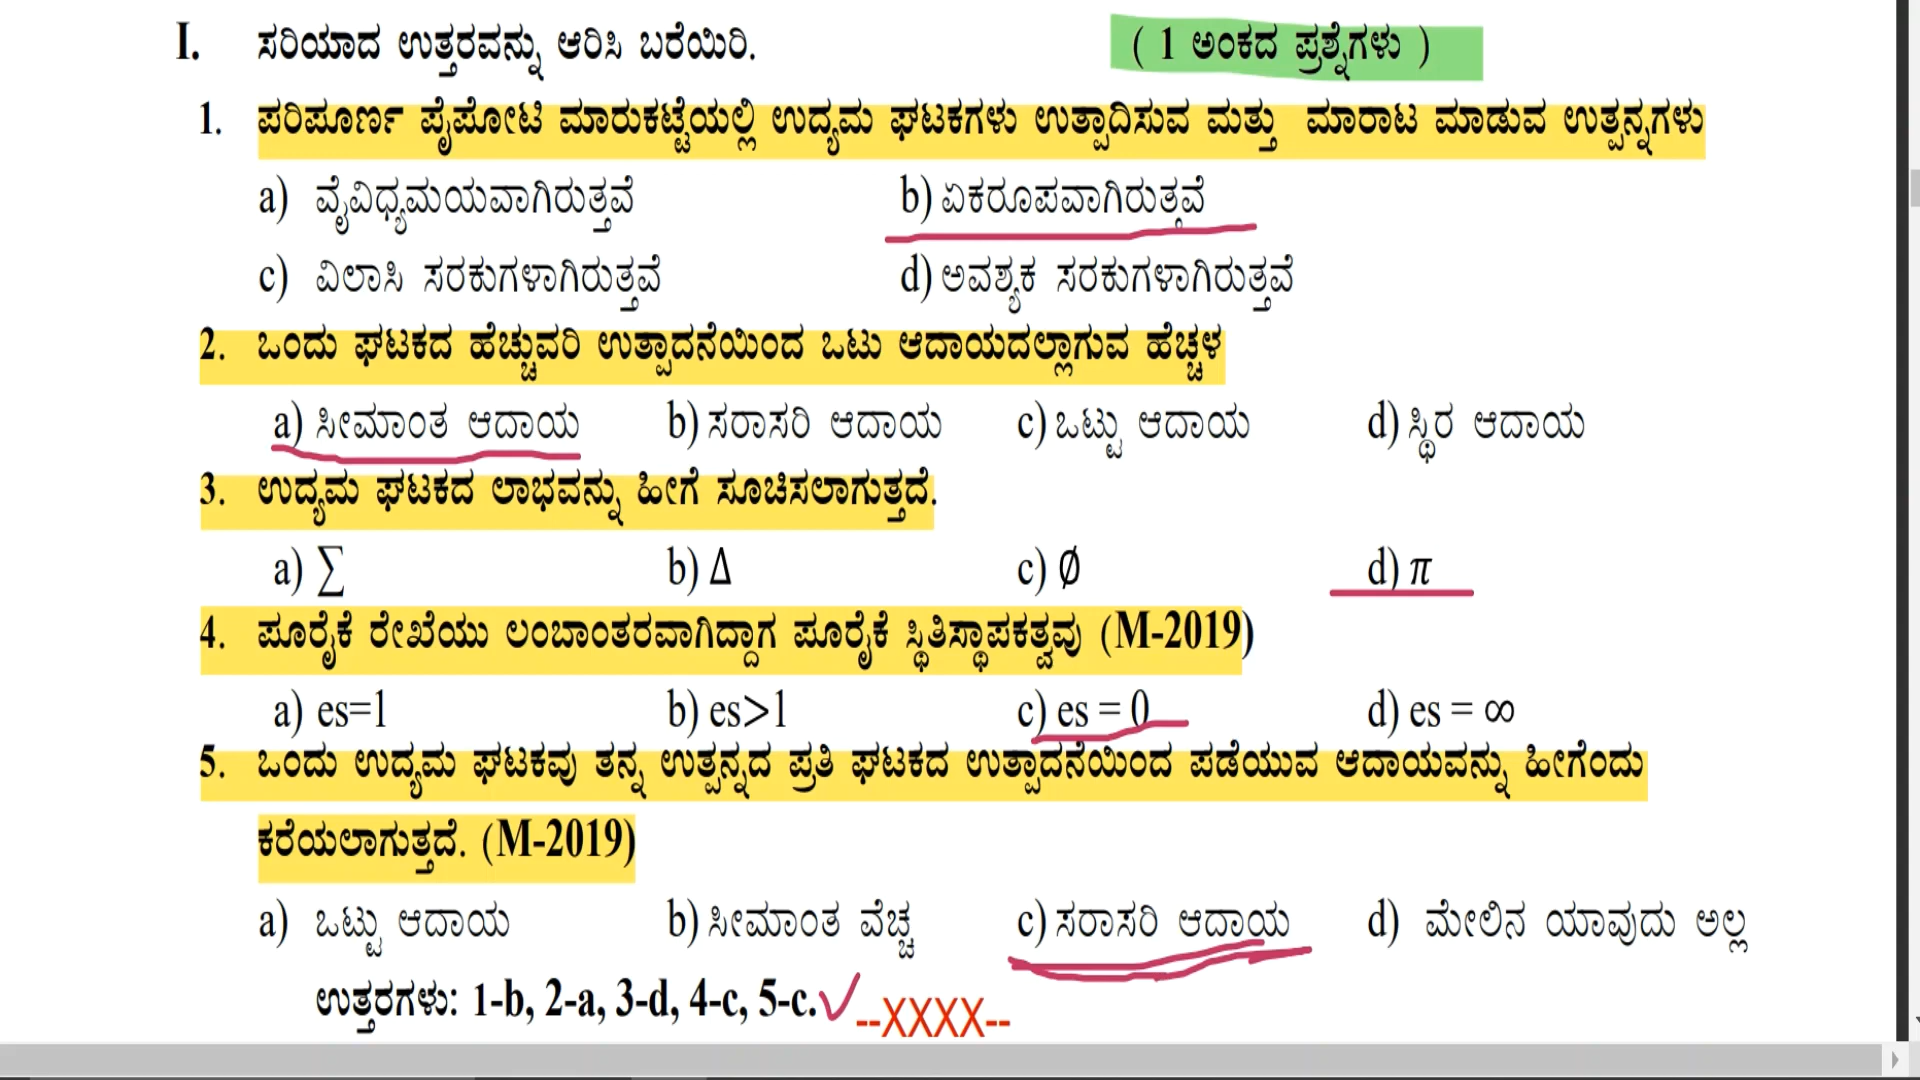 I. ಸರಿಯಾದ ಉತ್ತರವನ್ನು ಆರಿಸಿ ಬರೆಯಿರಿ. ( 1 ಅಂಕದ ಪ್ರಶ್ನೆಗಳು )
1. ಪರಿಪೂರ್ಣ ಪೈಪೋಟಿ ಮಾರುಕಟ್ಟೆಯಲ್ಲಿ ಉದ್ಯಮ ಘಟಕಗಳು ಉತ್ಪಾದಿಸುವ ಮತ್ತು ಮಾರಾಟ ಮಾಡುವ ಉತ್ಪನ್ನಗಳು
a) ವೈವಿಧ್ಯಮಯವಾಗಿರುತ್ತವೆ b) ಏಕರೂಪವಾಗಿರುತ್ತವೆ
c) ವಿಲಾಸಿ ಸರಕುಗಳಾಗಿರುತ್ತವೆ d) ಅವಶ್ಯಕ ಸರಕುಗಳಾಗಿರುತ್ತವೆ
2. ಒಂದು ಘಟಕದ ಹೆಚ್ಚುವರಿ ಉತ್ಪಾದನೆಯಿಂದ ಒಟು ಆದಾಯದಲ್ಲಾಗುವ ಹೆಚ್ಚಳ
a) ಸೀಮಾಂತ ಆದಾಯ b) ಸರಾಸರಿ ಆದಾಯ c) ಒಟ್ಟು ಆದಾಯ d) ಸ್ಥಿರ ಆದಾಯ
3. ಉದ್ಯಮ ಘಟಕದ ಲಾಭವನ್ನು ಹೀಗೆ ಸೂಚಿಸಲಾಗುತ್ತದೆ.
a) ∑ b) Δ c) ∅ d) π
4. ಪೂರೈಕೆ ರೇಖೆಯು ಲಂಬಾಂತರವಾಗಿದ್ದಾಗ ಪೂರೈಕೆ ಸ್ಥಿತಿಸ್ಥಾಪಕತ್ವವು (M-2019)
a) es=1 b) es>1 c) es = 0 d) es = ∞
5. ಒಂದು ಉದ್ಯಮ ಘಟಕವು ತನ್ನ ಉತ್ಪನ್ನದ ಪ್ರತಿ ಘಟಕದ ಉತ್ಪಾದನೆಯಿಂದ ಪಡೆಯುವ ಆದಾಯವನ್ನು ಹೀಗೆಂದು
ಕರೆಯಲಾಗುತ್ತದೆ. (M-2019)
a) ಒಟ್ಟು ಆದಾಯ b) ಸೀಮಾಂತ ವೆಚ್ಚ c) ಸರಾಸರಿ ಆದಾಯ d) ಮೇಲಿನ ಯಾವುದು ಅಲ್ಲ
ಉತ್ತರಗಳು: 1-b, 2-a, 3-d, 4-c, 5-c. --XXXX--